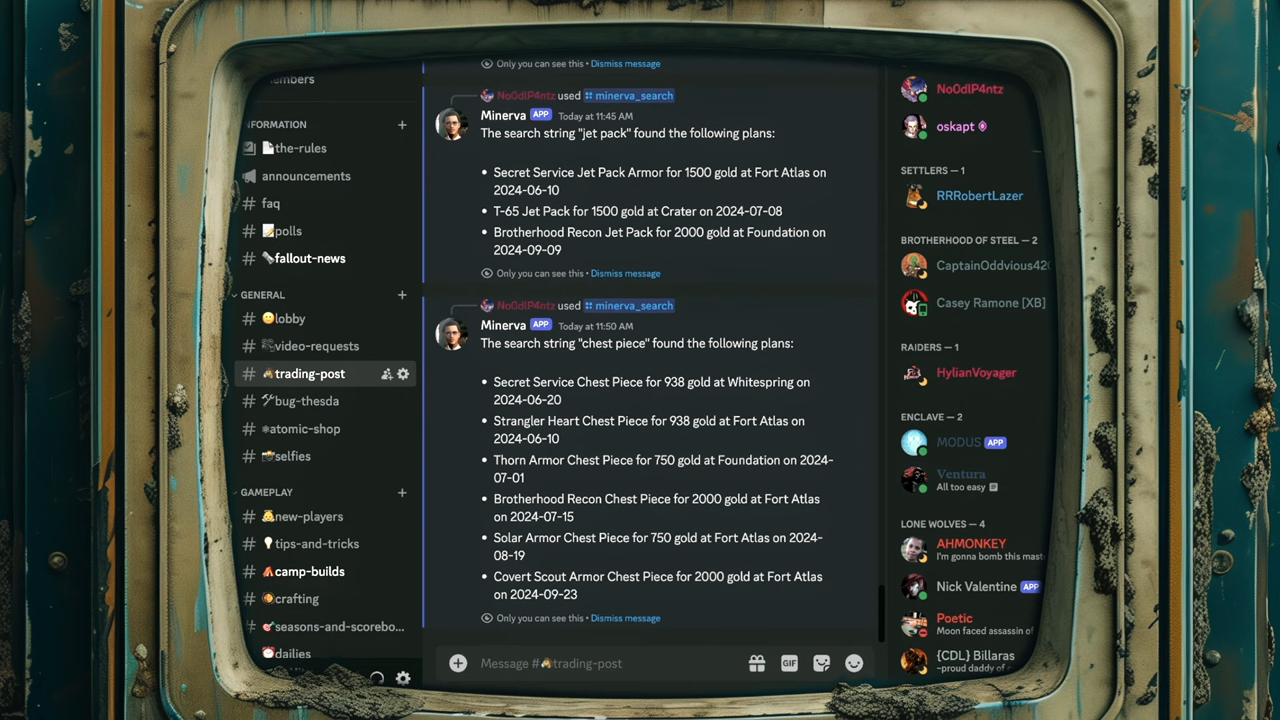 embers
NFORMATION
the-rules
announcements
faq
polls
fallout-news
GENERAL
lobby
video-requests
trading-post
bug-thesda
atomic-shop
selfies
GAMEPLAY
new-players
tips-and-tricks
camp-builds
crafting
seasons-and-scorebo...
dailies
Only you can see this • Dismiss message
No0dlP4ntz used minerva_search
Minerva APP Today at 11:45 AM
The search string "jet pack" found the following plans:
• Secret Service Jet Pack Armor for 1500 gold at Fort Atlas on
2024-06-10
• T-65 Jet Pack for 1500 gold at Crater on 2024-07-08
• Brotherhood Recon Jet Pack for 2000 gold at Foundation on
2024-09-09
Only you can see this • Dismiss message
No0dlP4ntz used minerva_search
Minerva APP Today at 11:50 AM
The search string "chest piece" found the following plans:
• Secret Service Chest Piece for 938 gold at Whitespring on
2024-06-20
• Strangler Heart Chest Piece for 938 gold at Fort Atlas on
2024-06-10
• Thorn Armor Chest Piece for 750 gold at Foundation on 2024-
07-01
• Brotherhood Recon Chest Piece for 2000 gold at Fort Atlas
on 2024-07-15
• Solar Armor Chest Piece for 750 gold at Fort Atlas on 2024-
08-19
• Covert Scout Armor Chest Piece for 2000 gold at Fort Atlas
on 2024-09-23
Only you can see this • Dismiss message
Message #trading-post
GIF
No0dlP4ntz
oskapt
SETTLERS — 1
RRRobertLazer
BROTHERHOOD OF STEEL — 2
CaptainOddvious420
Casey Ramone [XB]
RAIDERS — 1
HylianVoyager
ENCLAVE — 2
MODUS APP
Ventura
All too easy
LONE WOLVES — 4
AHMONKEY
I'm gonna bomb this mast
Nick Valentine APP
Poetic
Moon faced assassin of
{CDL} Billaras
~proud daddy of